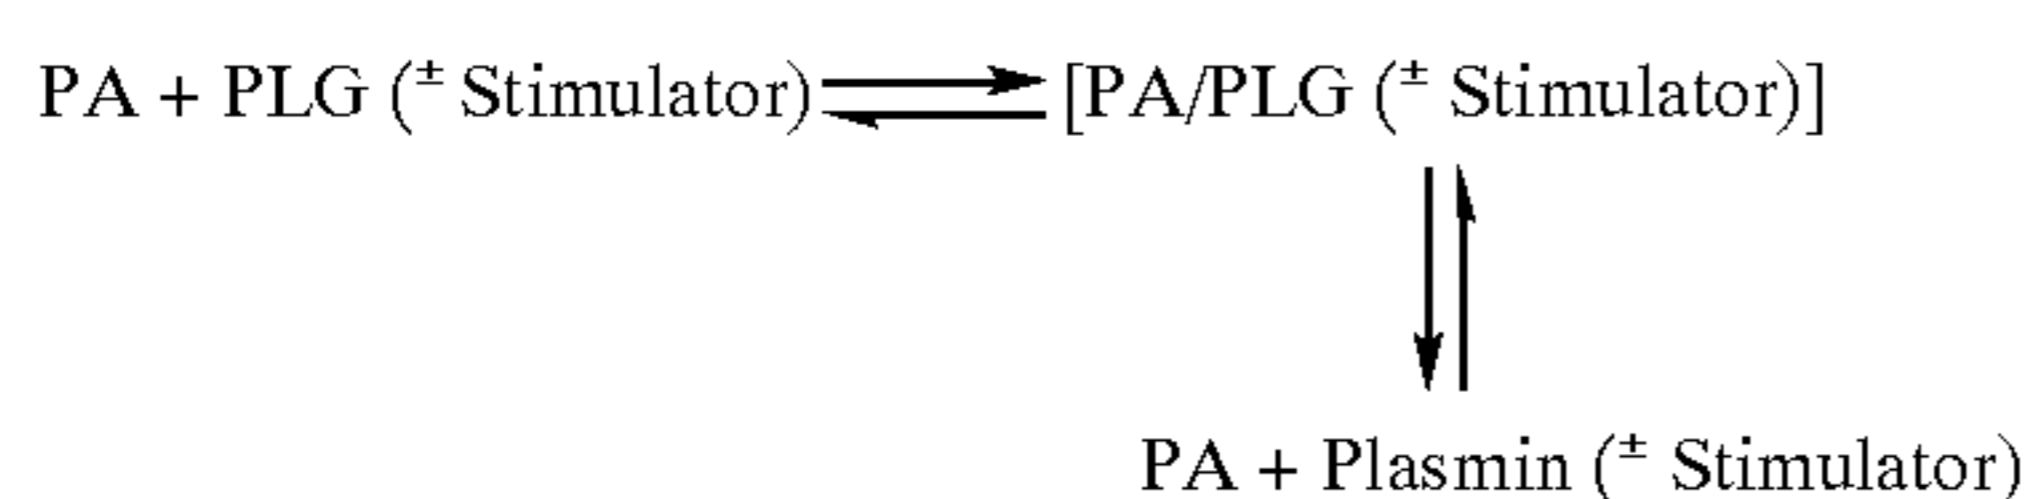 PA + PLG (± Stimulator) ⇌ [PA/PLG (± Stimulator)]
PA + Plasmin (± Stimulator)